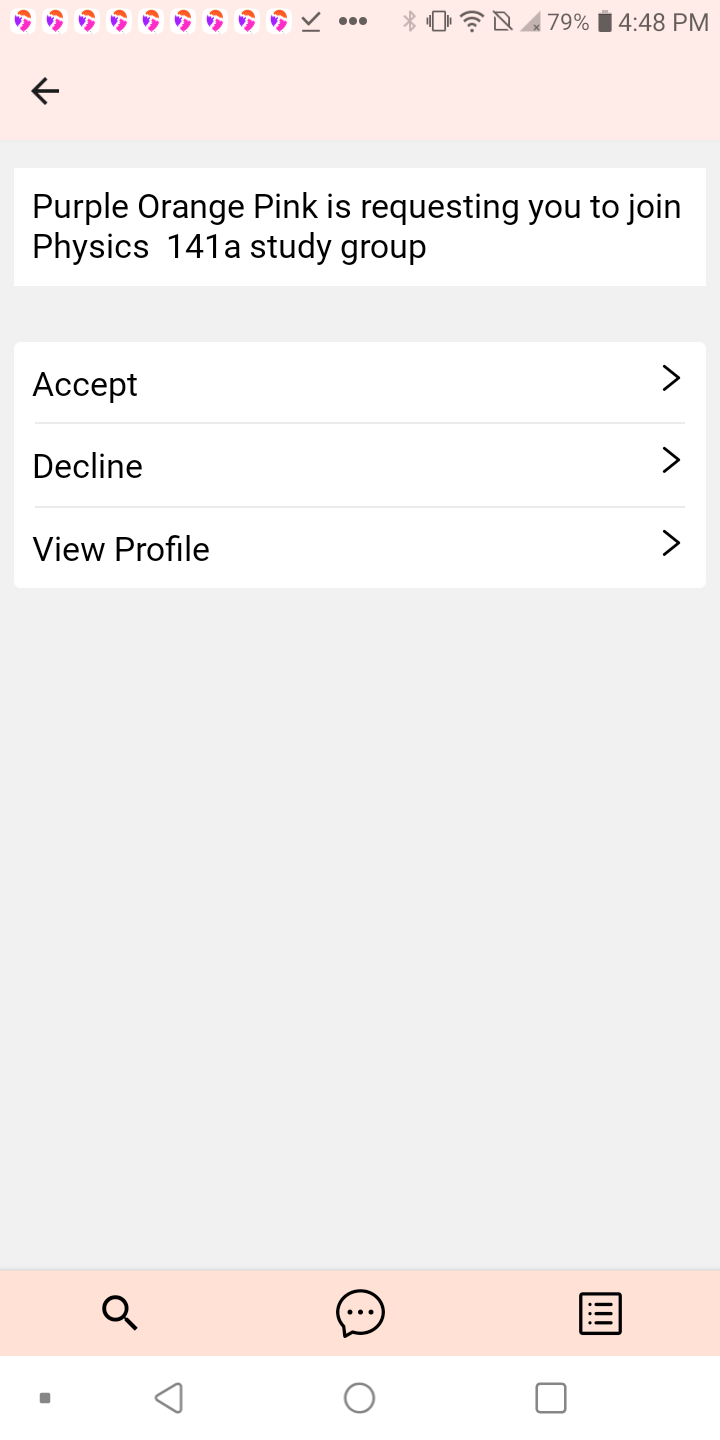 79% 4:48 PM
Purple Orange Pink is requesting you to join
Physics  141a study group
Accept
Decline
View Profile